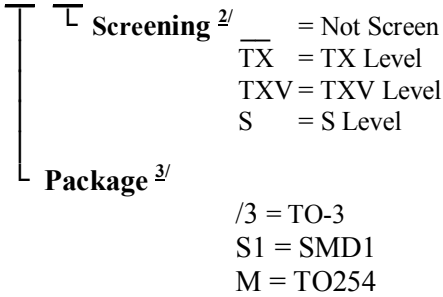 Screening 2/
__ = Not Screen
TX = TX Level
TXV = TXV Level
S = S Level
Package 3/
/3 = TO-3
S1 = SMD1
M = TO254